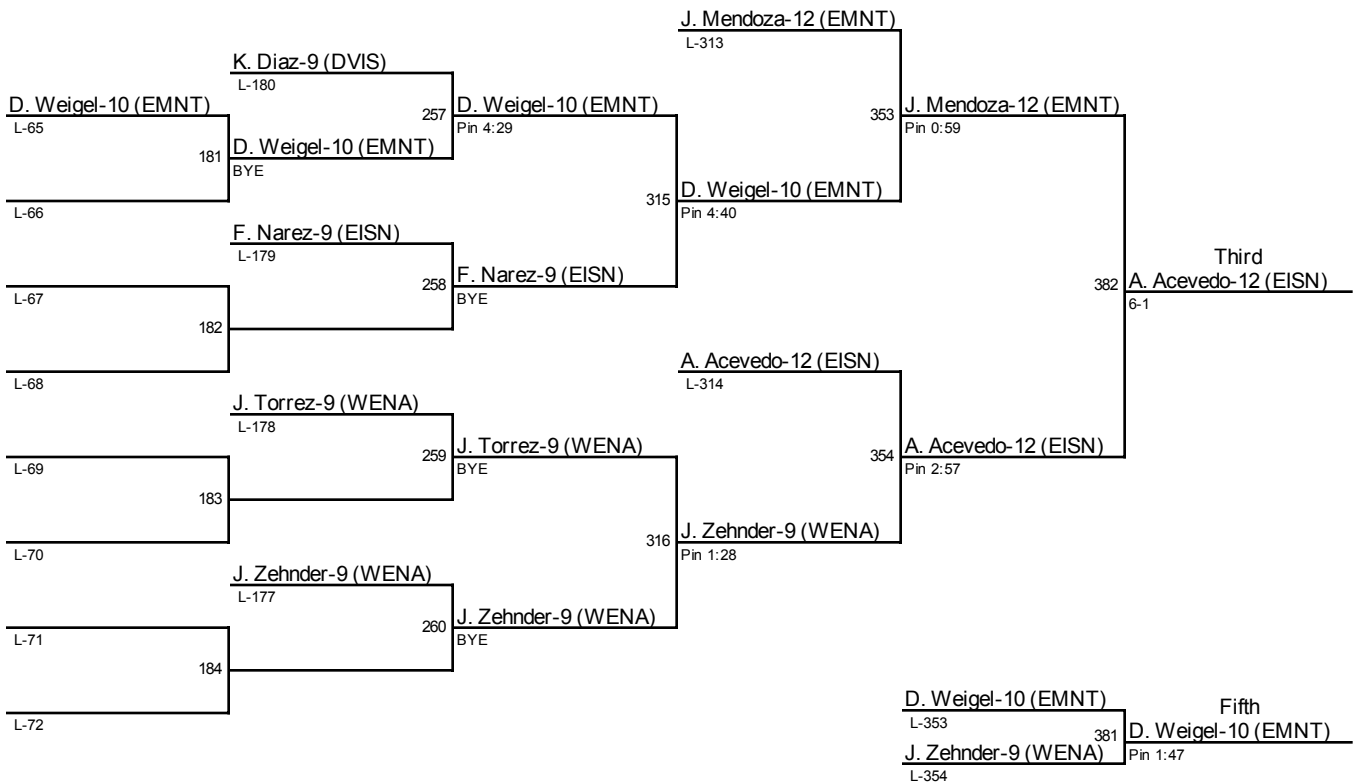 J. Mendoza-12 (EMNT)
L-313
K. Diaz-9 (DVIS)
L-180
D. Weigel-10 (EMNT)
L-65
257
D. Weigel-10 (EMNT)
Pin 4:29
353
J. Mendoza-12 (EMNT)
Pin 0:59
181
D. Weigel-10 (EMNT)
BYE
L-66
315
D. Weigel-10 (EMNT)
Pin 4:40
F. Narez-9 (EISN)
L-179
L-67
258
F. Narez-9 (EISN)
BYE
Third
382
A. Acevedo-12 (EISN)
6-1
182
L-68
A. Acevedo-12 (EISN)
L-314
J. Torrez-9 (WENA)
L-178
L-69
259
J. Torrez-9 (WENA)
BYE
354
A. Acevedo-12 (EISN)
Pin 2:57
183
L-70
316
J. Zehnder-9 (WENA)
Pin 1:28
J. Zehnder-9 (WENA)
L-177
L-71
260
J. Zehnder-9 (WENA)
BYE
184
L-72
D. Weigel-10 (EMNT)
L-353
Fifth
381
D. Weigel-10 (EMNT)
Pin 1:47
J. Zehnder-9 (WENA)
L-354